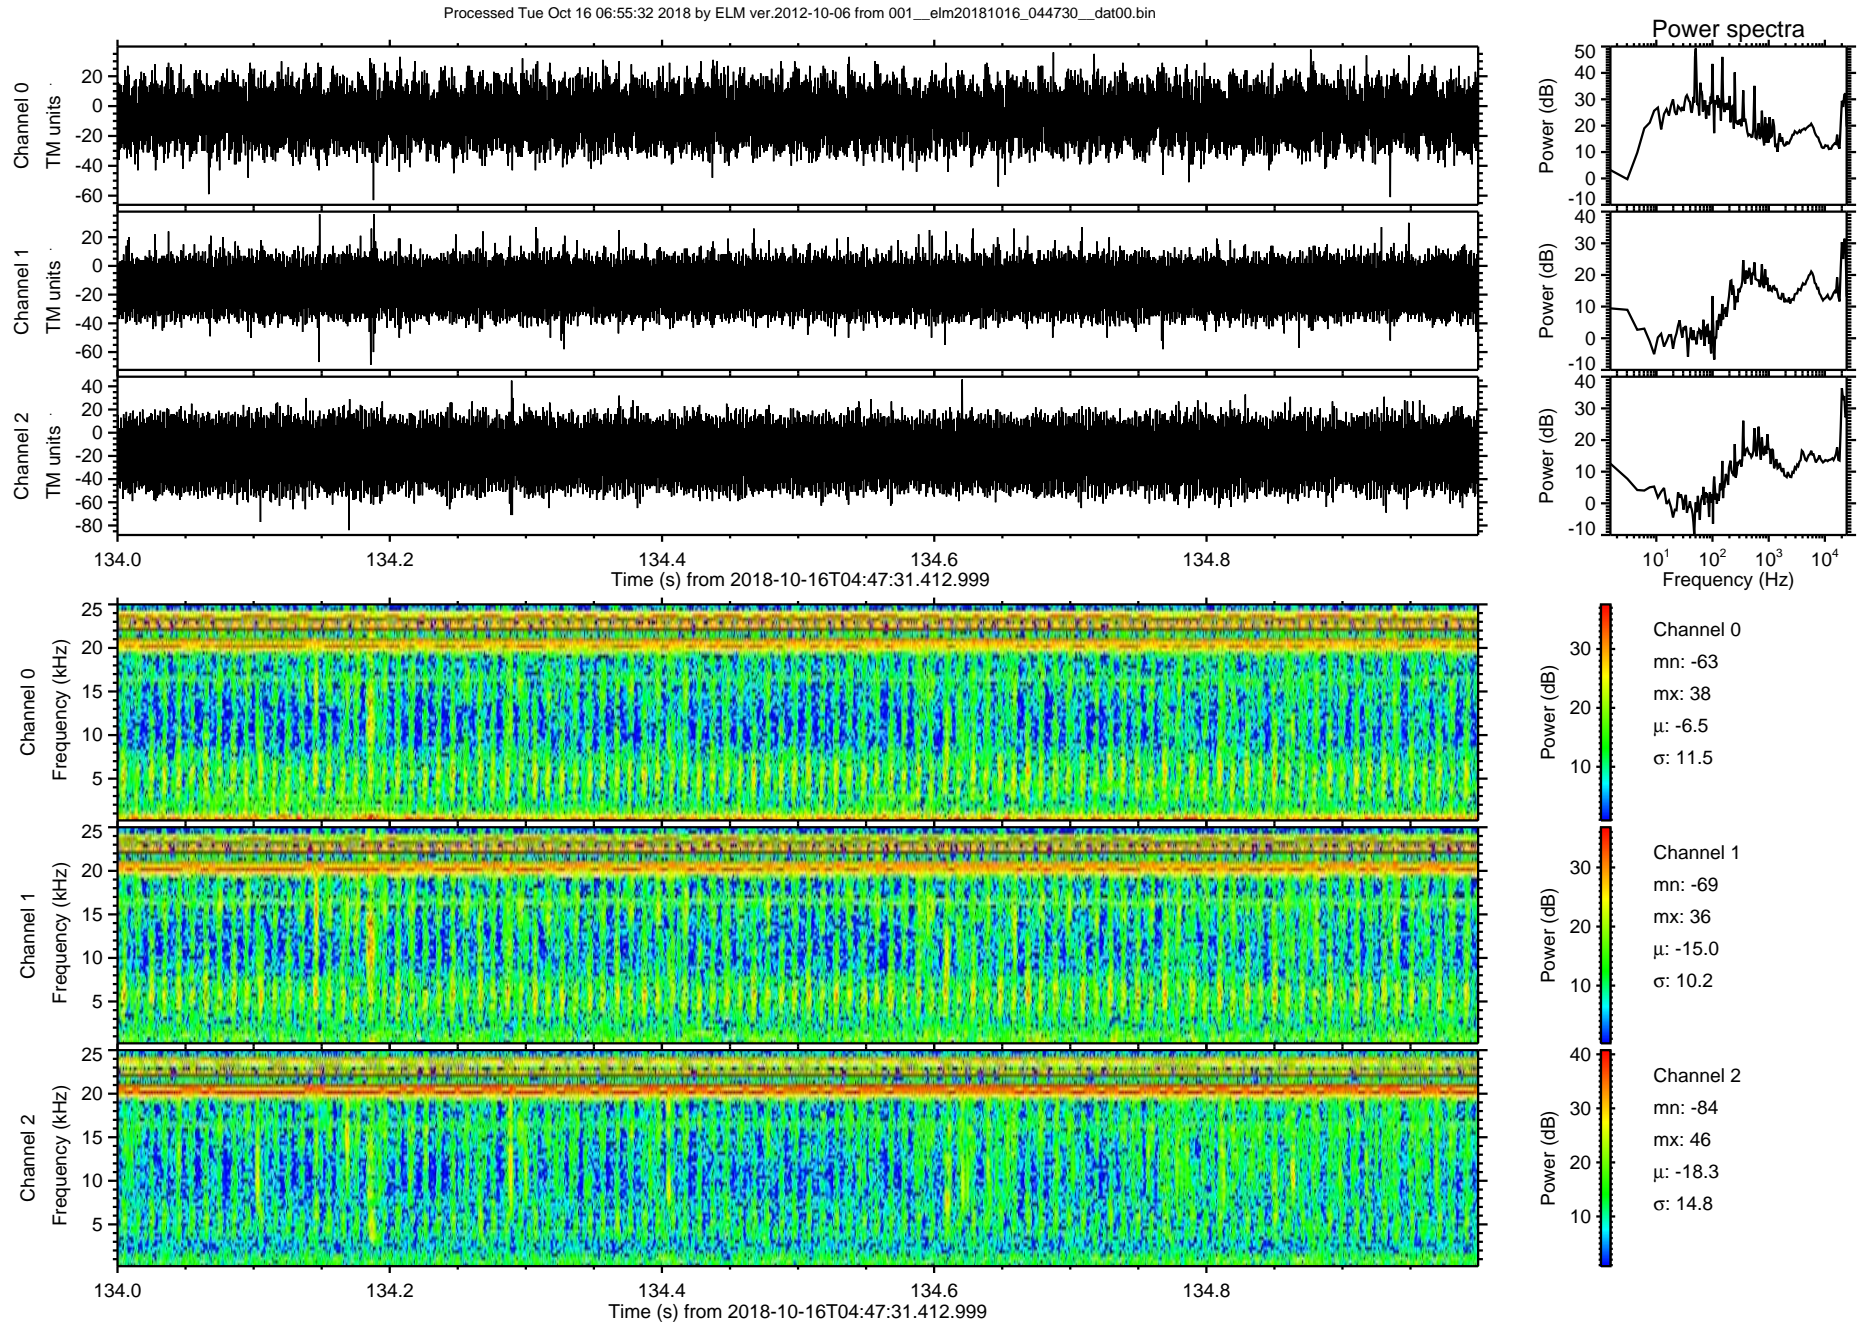 Processed Tue Oct 16 06:55:32 2018 by ELM ver.2012-10-06 from 001__elm20181016_044730__dat00.bin
Power spectra
Channel 0
TM units
20
0
-20
-40
-60
Power (dB)
50
40
30
20
10
0
-10
Channel 1
TM units
20
0
-20
-40
-60
Power (dB)
40
30
20
10
0
-10
Channel 2
TM units
40
20
0
-20
-40
-60
-80
Power (dB)
40
30
20
10
0
-10
134.0 134.2 134.4 134.6 134.8
Time (s) from 2018-10-16T04:47:31.412.999
10¹ 10² 10³ 10⁴
Frequency (Hz)
Channel 0
Frequency (kHz)
25
20
15
10
5
Power (dB)
30
20
10
Channel 0
mn: -63
mx: 38
μ: -6.5
σ: 11.5
Channel 1
Frequency (kHz)
25
20
15
10
5
Power (dB)
30
20
10
Channel 1
mn: -69
mx: 36
μ: -15.0
σ: 10.2
Channel 2
Frequency (kHz)
25
20
15
10
5
Power (dB)
40
30
20
10
Channel 2
mn: -84
mx: 46
μ: -18.3
σ: 14.8
134.0 134.2 134.4 134.6 134.8
Time (s) from 2018-10-16T04:47:31.412.999